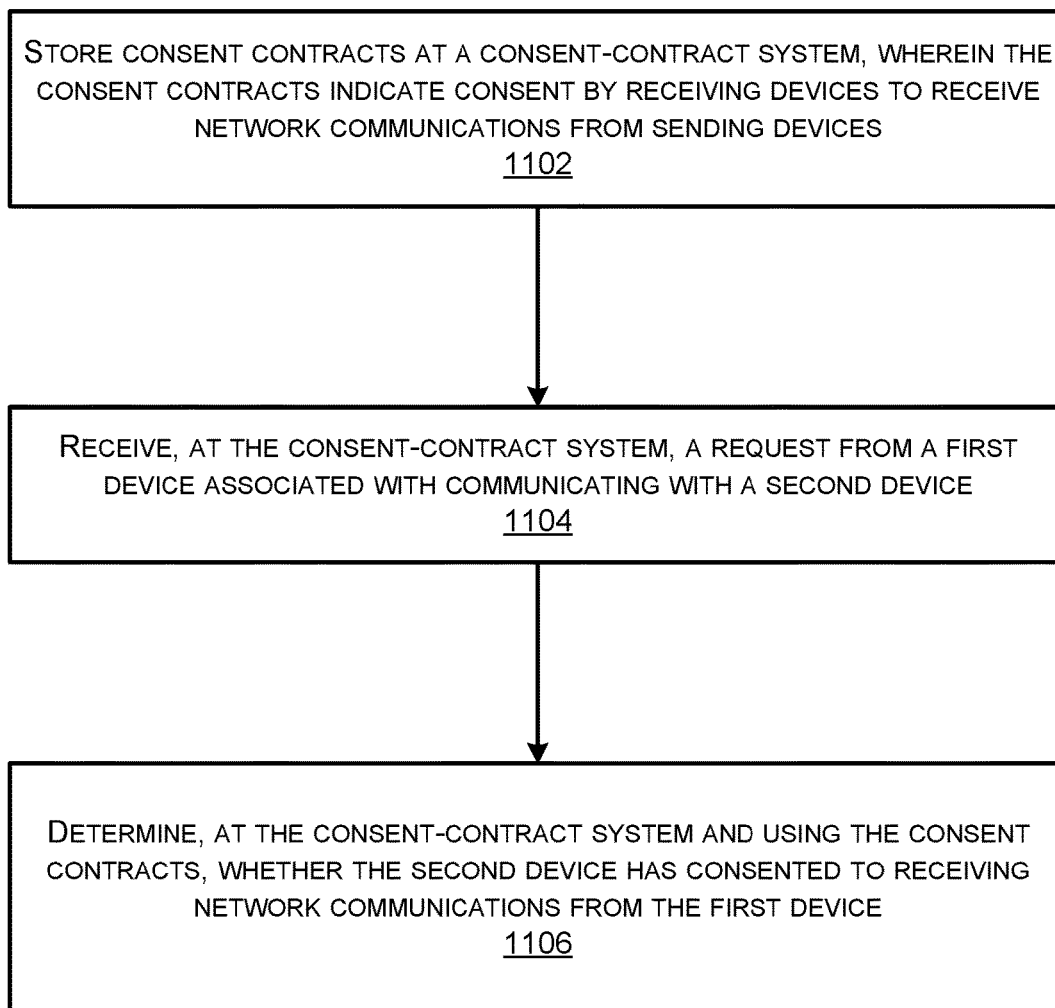 STORE CONSENT CONTRACTS AT A CONSENT-CONTRACT SYSTEM, WHEREIN THE
CONSENT CONTRACTS INDICATE CONSENT BY RECEIVING DEVICES TO RECEIVE
NETWORK COMMUNICATIONS FROM SENDING DEVICES
1102
RECEIVE, AT THE CONSENT-CONTRACT SYSTEM, A REQUEST FROM A FIRST
DEVICE ASSOCIATED WITH COMMUNICATING WITH A SECOND DEVICE
1104
DETERMINE, AT THE CONSENT-CONTRACT SYSTEM AND USING THE CONSENT
CONTRACTS, WHETHER THE SECOND DEVICE HAS CONSENTED TO RECEIVING
NETWORK COMMUNICATIONS FROM THE FIRST DEVICE
1106